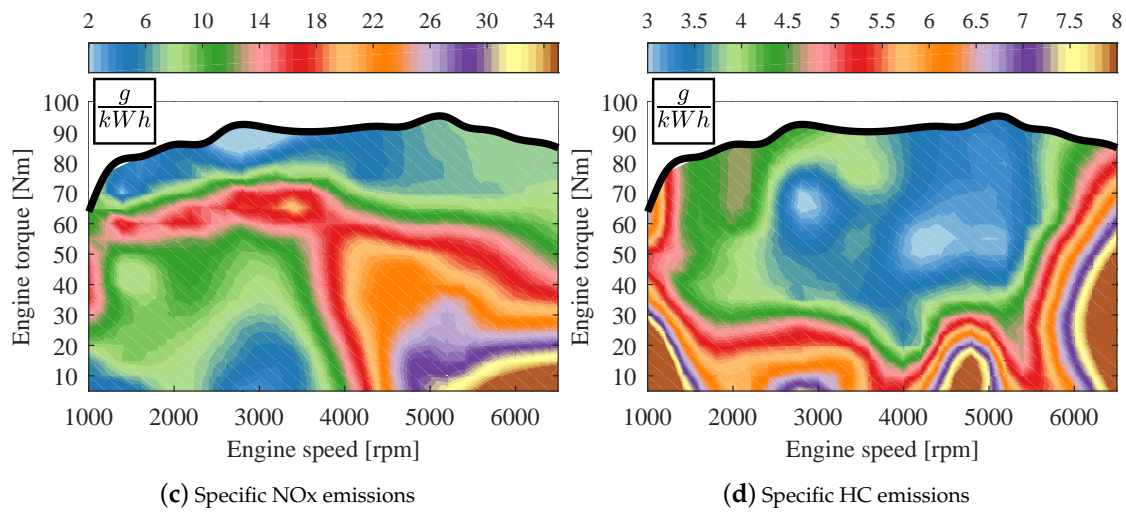 2 6 10 14 18 22 26 30 34
g
kWh
100
90
80
70
60
50
40
30
20
10
Engine torque [Nm]
1000 2000 3000 4000 5000 6000
Engine speed [rpm]
(c) Specific NOx emissions
3 3.5 4 4.5 5 5.5 6 6.5 7 7.5 8
g
kWh
100
90
80
70
60
50
40
30
20
10
Engine torque [Nm]
1000 2000 3000 4000 5000 6000
Engine speed [rpm]
(d) Specific HC emissions